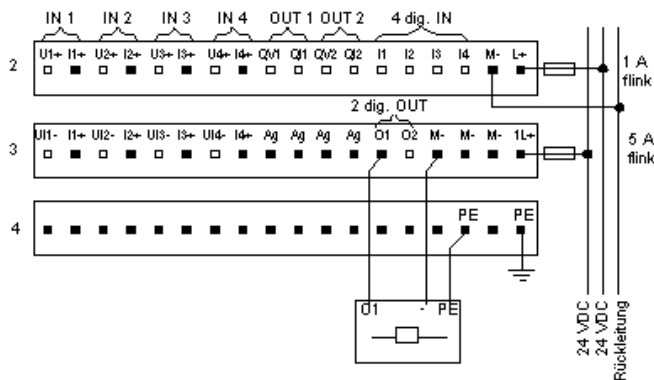 IN 1 IN 2 IN 3 IN 4 OUT 1 OUT 2 4 dig. IN
2 U1+ I1+ U2+ I2+ U3+ I3+ U4+ I4+ QV1 QI1 QV2 QI2 I1 I2 I3 I4 M- L+ 1 A
flink
2 dig. OUT
3 UI1- I1+ UI2- I2+ UI3- I3+ UI4- I4+ Ag Ag Ag Ag O1 O2 M- M- M- 1L+ 5 A
flink
4 PE PE
O1 - PE
24 VDC
24 VDC
Rückleitung